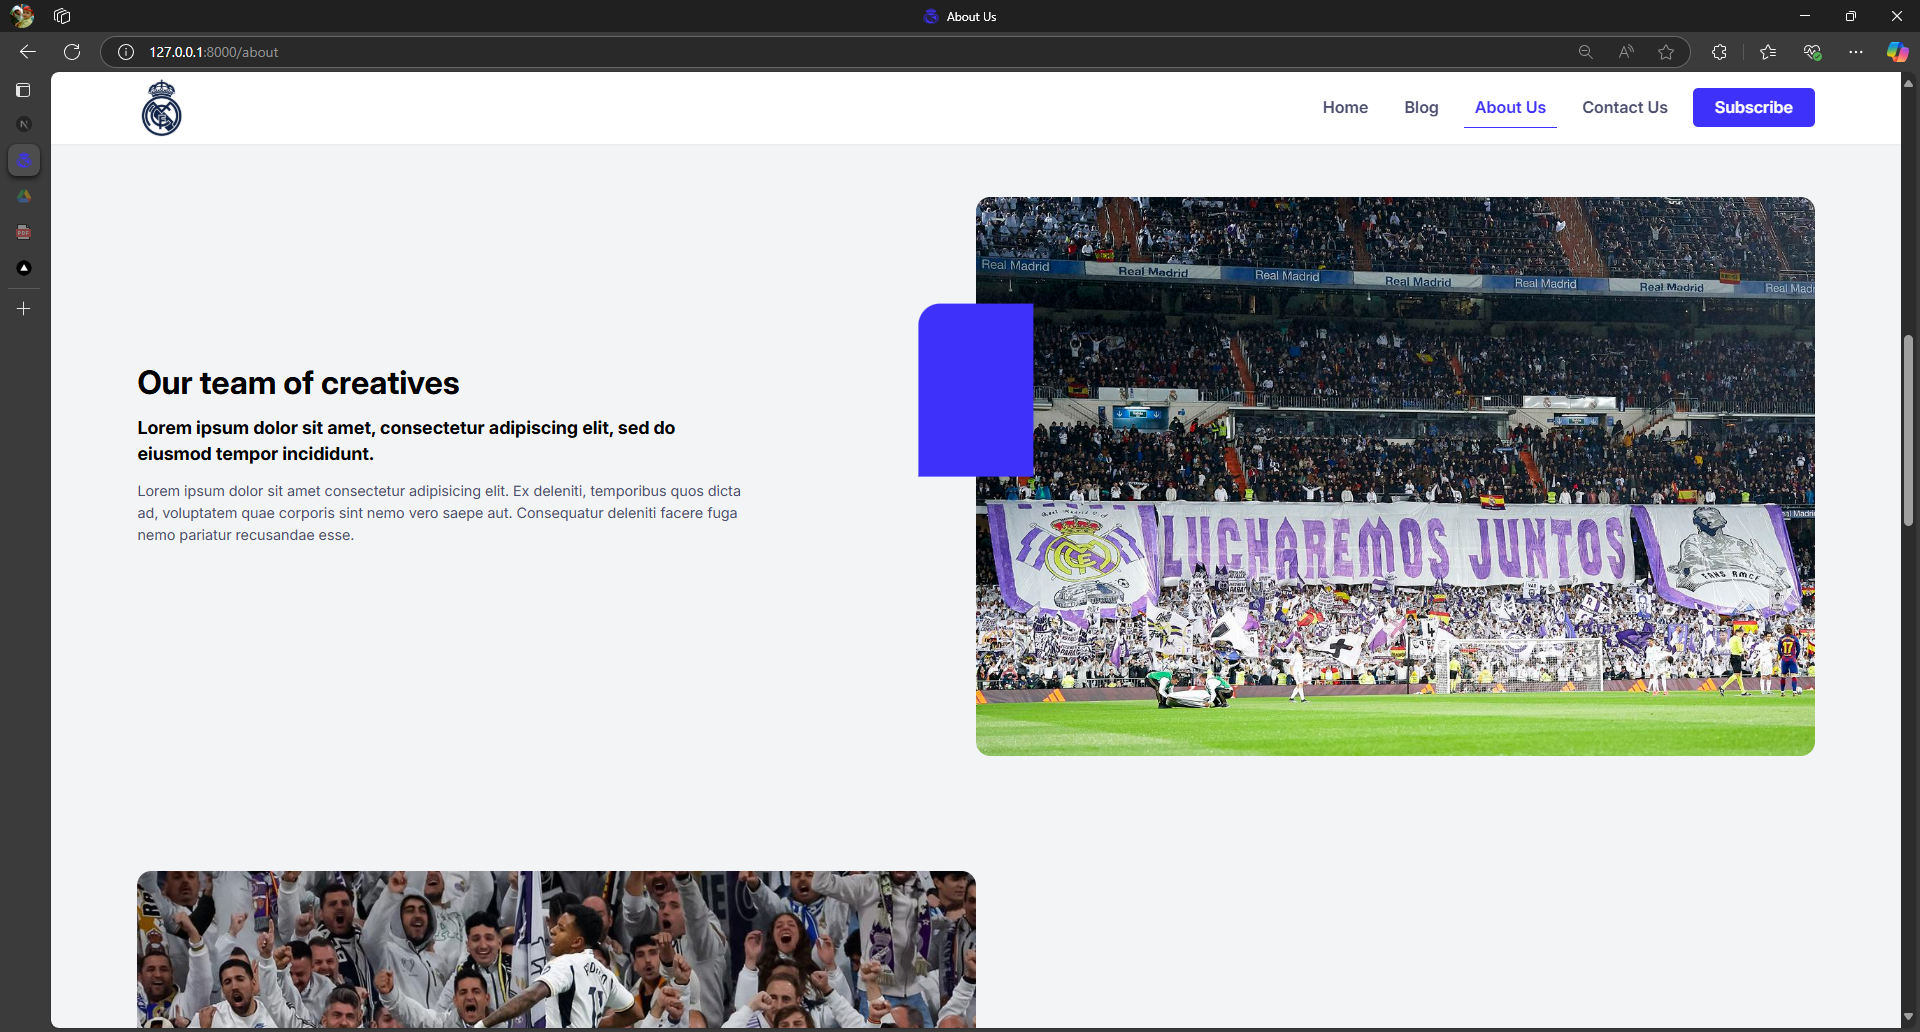 About Us
127.0.0.1:8000/about
Home
Blog
About Us
Contact Us
Subscribe
Real Madrid
Real Madrid
Real Madrid
Real Madrid
Real Madrid
Real Madrid
Real Mad
Our team of creatives
Lorem ipsum dolor sit amet, consectetur adipiscing elit, sed do
eiusmod tempor incididunt.
Lorem ipsum dolor sit amet consectetur adipisicing elit. Ex deleniti, temporibus quos dicta
ad, voluptatem quae corporis sint nemo vero saepe aut. Consequatur deleniti facere fuga
nemo pariatur recusandae esse.
LUCHAREMOS JUNTOS
FANS RMCF
17